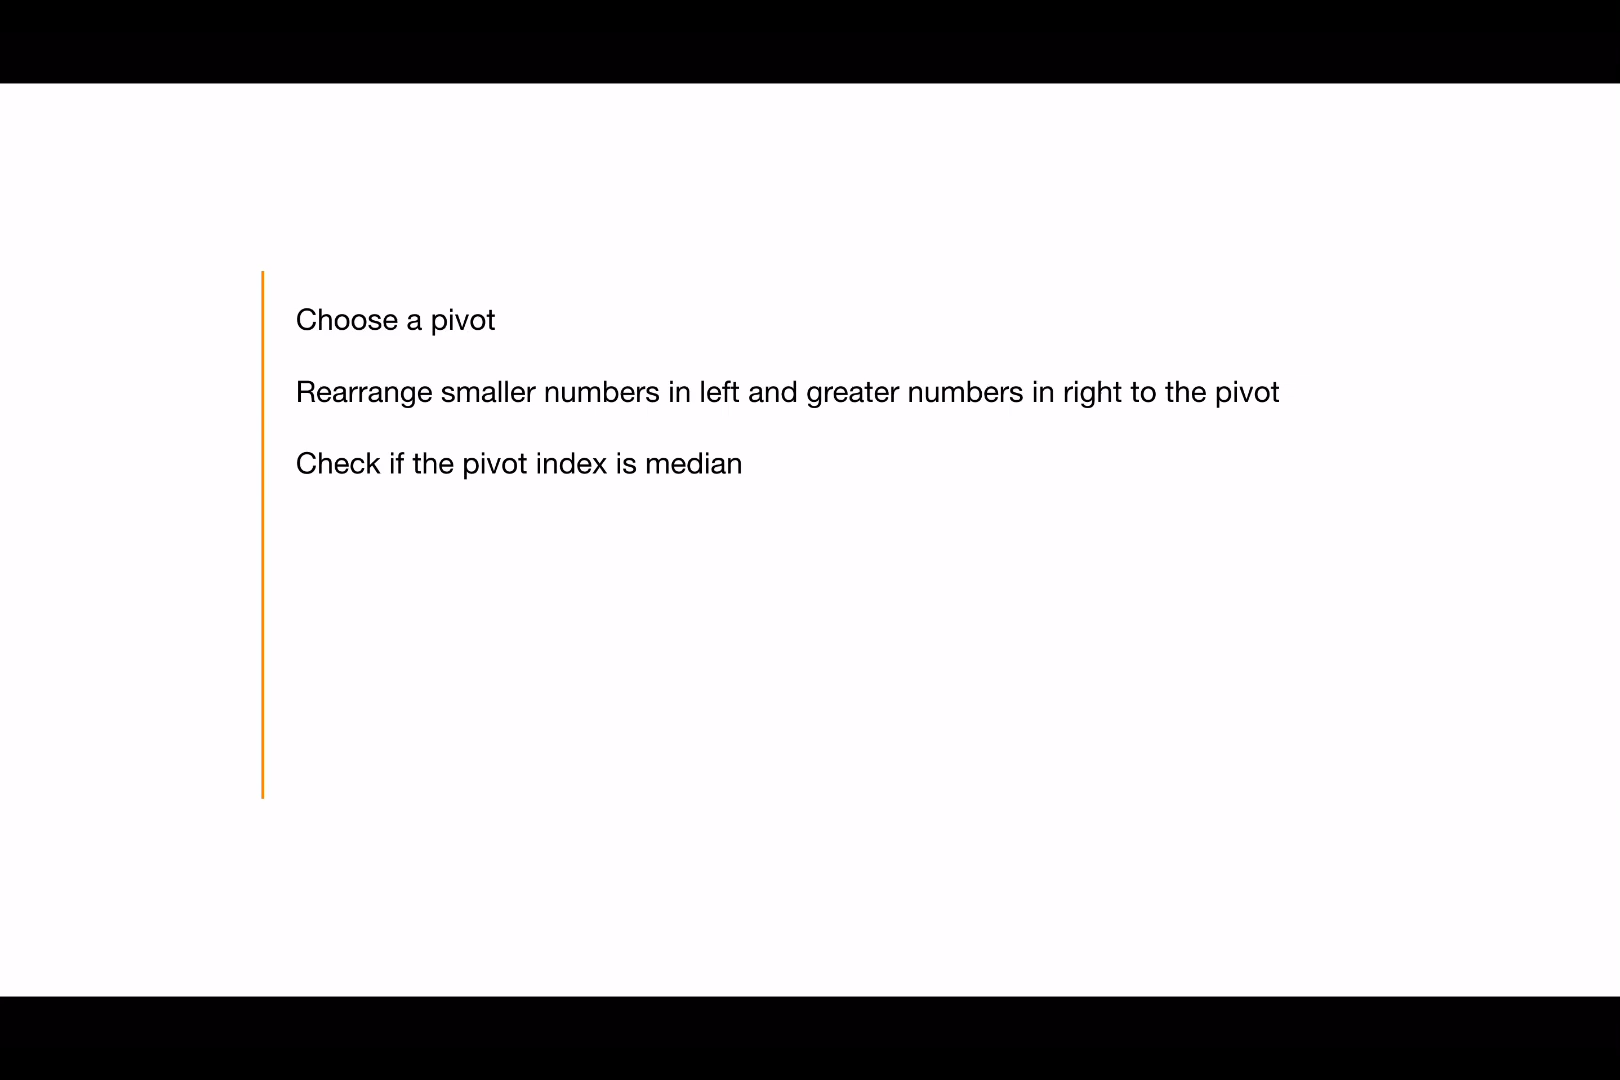 Choose a pivot
Rearrange smaller numbers in left and greater numbers in right to the pivot
Check if the pivot index is median